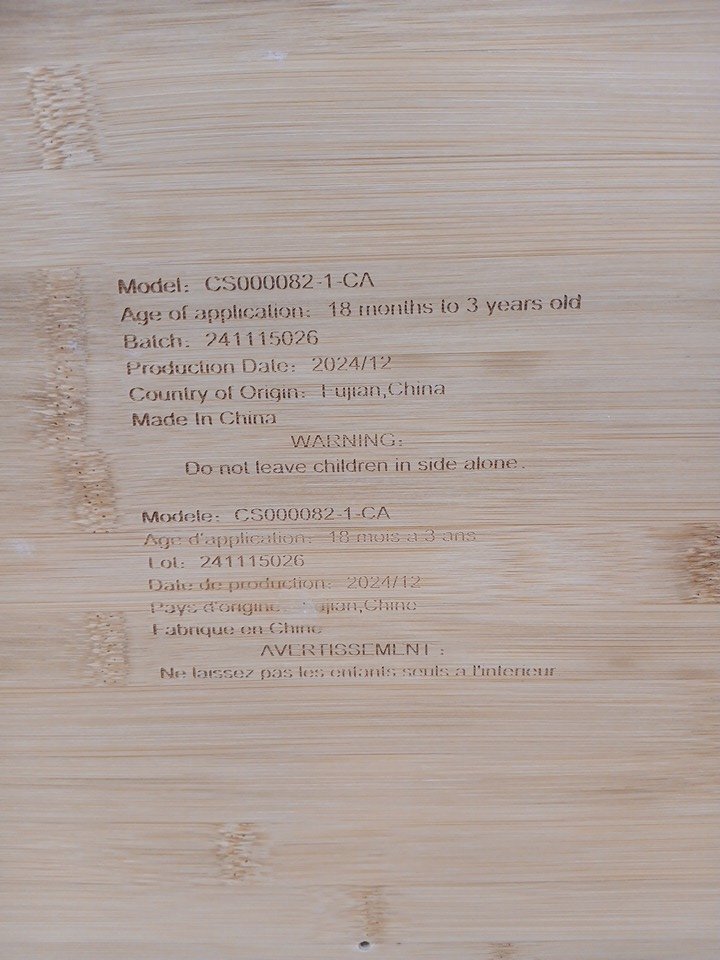 Model: CS000082-1-CA
Age of application: 18 months to 3 years old
Batch: 241115026
Production Date: 2024/12
Country of Origin: Fujian,China
Made In China
WARNING:
Do not leave children in side alone.
Modele: CS000082-1-CA
Age d'application: 18 mois a 3 ans
Lot: 241115026
Date de production: 2024/12
Pays d'origine: Fujian,Chine
Fabrique en Chine
AVERTISSEMENT:
Ne laissez pas les enfants seuls a l'interieur